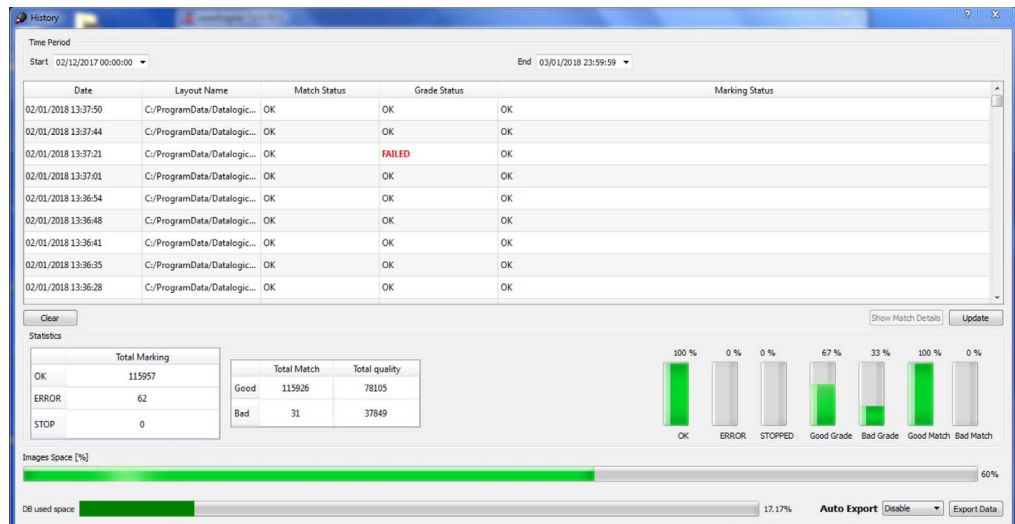 History
Time Period
Start 02/12/2017 00:00:00 End 03/01/2018 23:59:59
Date Layout Name Match Status Grade Status Marking Status
02/01/2018 13:37:50 C:/ProgramData/Datalogic... OK OK OK
02/01/2018 13:37:44 C:/ProgramData/Datalogic... OK OK OK
02/01/2018 13:37:21 C:/ProgramData/Datalogic... OK FAILED OK
02/01/2018 13:37:01 C:/ProgramData/Datalogic... OK OK OK
02/01/2018 13:36:54 C:/ProgramData/Datalogic... OK OK OK
02/01/2018 13:36:48 C:/ProgramData/Datalogic... OK OK OK
02/01/2018 13:36:41 C:/ProgramData/Datalogic... OK OK OK
02/01/2018 13:36:35 C:/ProgramData/Datalogic... OK OK OK
02/01/2018 13:36:28 C:/ProgramData/Datalogic... OK OK OK
Clear Show Match Details Update
Statistics
Total Marking
OK 115957
ERROR 62
STOP 0
Total Match Total quality
Good 115926 78105
Bad 31 37849
100 % 0 % 0 % 67 % 33 % 100 % 0 %
OK ERROR STOPPED Good Grade Bad Grade Good Match Bad Match
Images Space [%]
60%
DB used space 17.17% Auto Export Disable Export Data